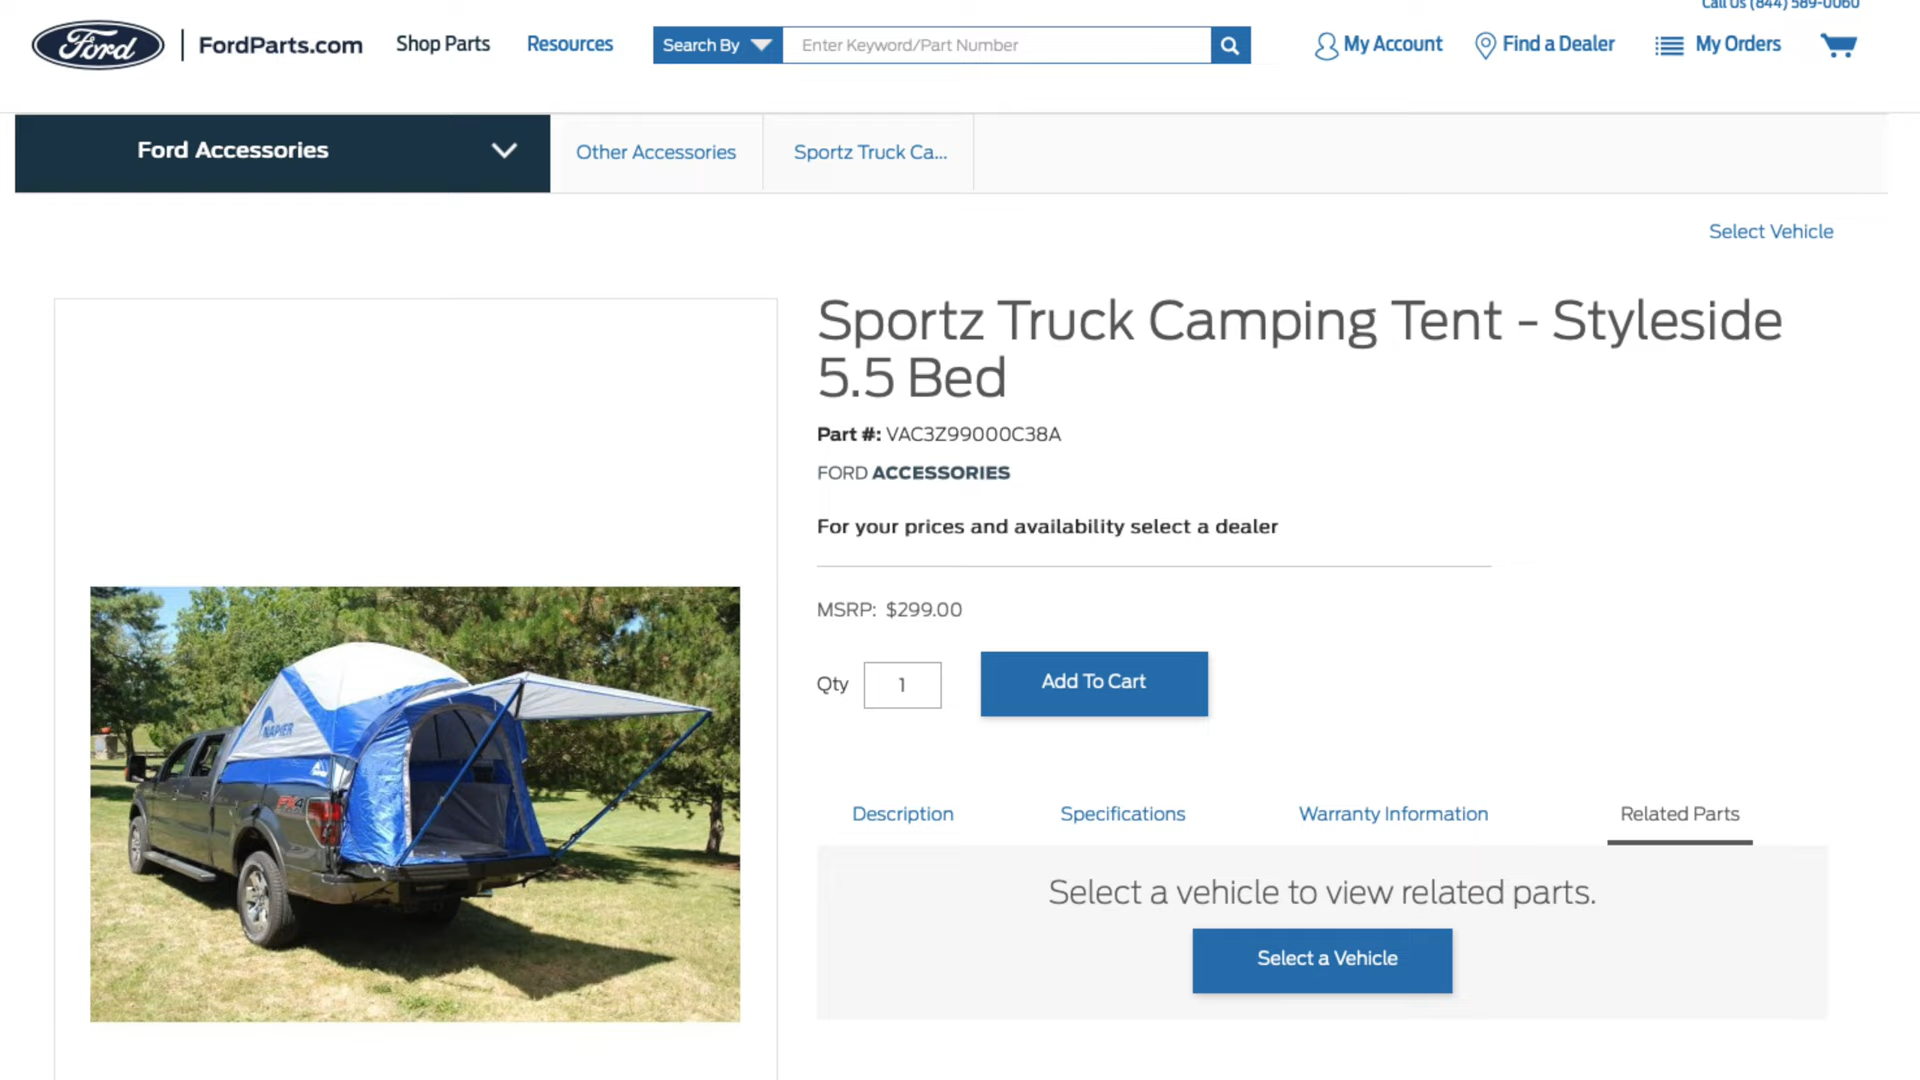 Call Us (844) 589-0060
Ford
FordParts.com
Shop Parts
Resources
Search By
Enter Keyword/Part Number
My Account
Find a Dealer
My Orders
Ford Accessories
Other Accessories
Sportz Truck Ca...
Select Vehicle
Sportz Truck Camping Tent - Styleside
5.5 Bed
Part #: VAC3Z99000C38A
FORD ACCESSORIES
For your prices and availability select a dealer
MSRP: $299.00
Qty
1
Add To Cart
NAPIER
FX4
Description
Specifications
Warranty Information
Related Parts
Select a vehicle to view related parts.
Select a Vehicle